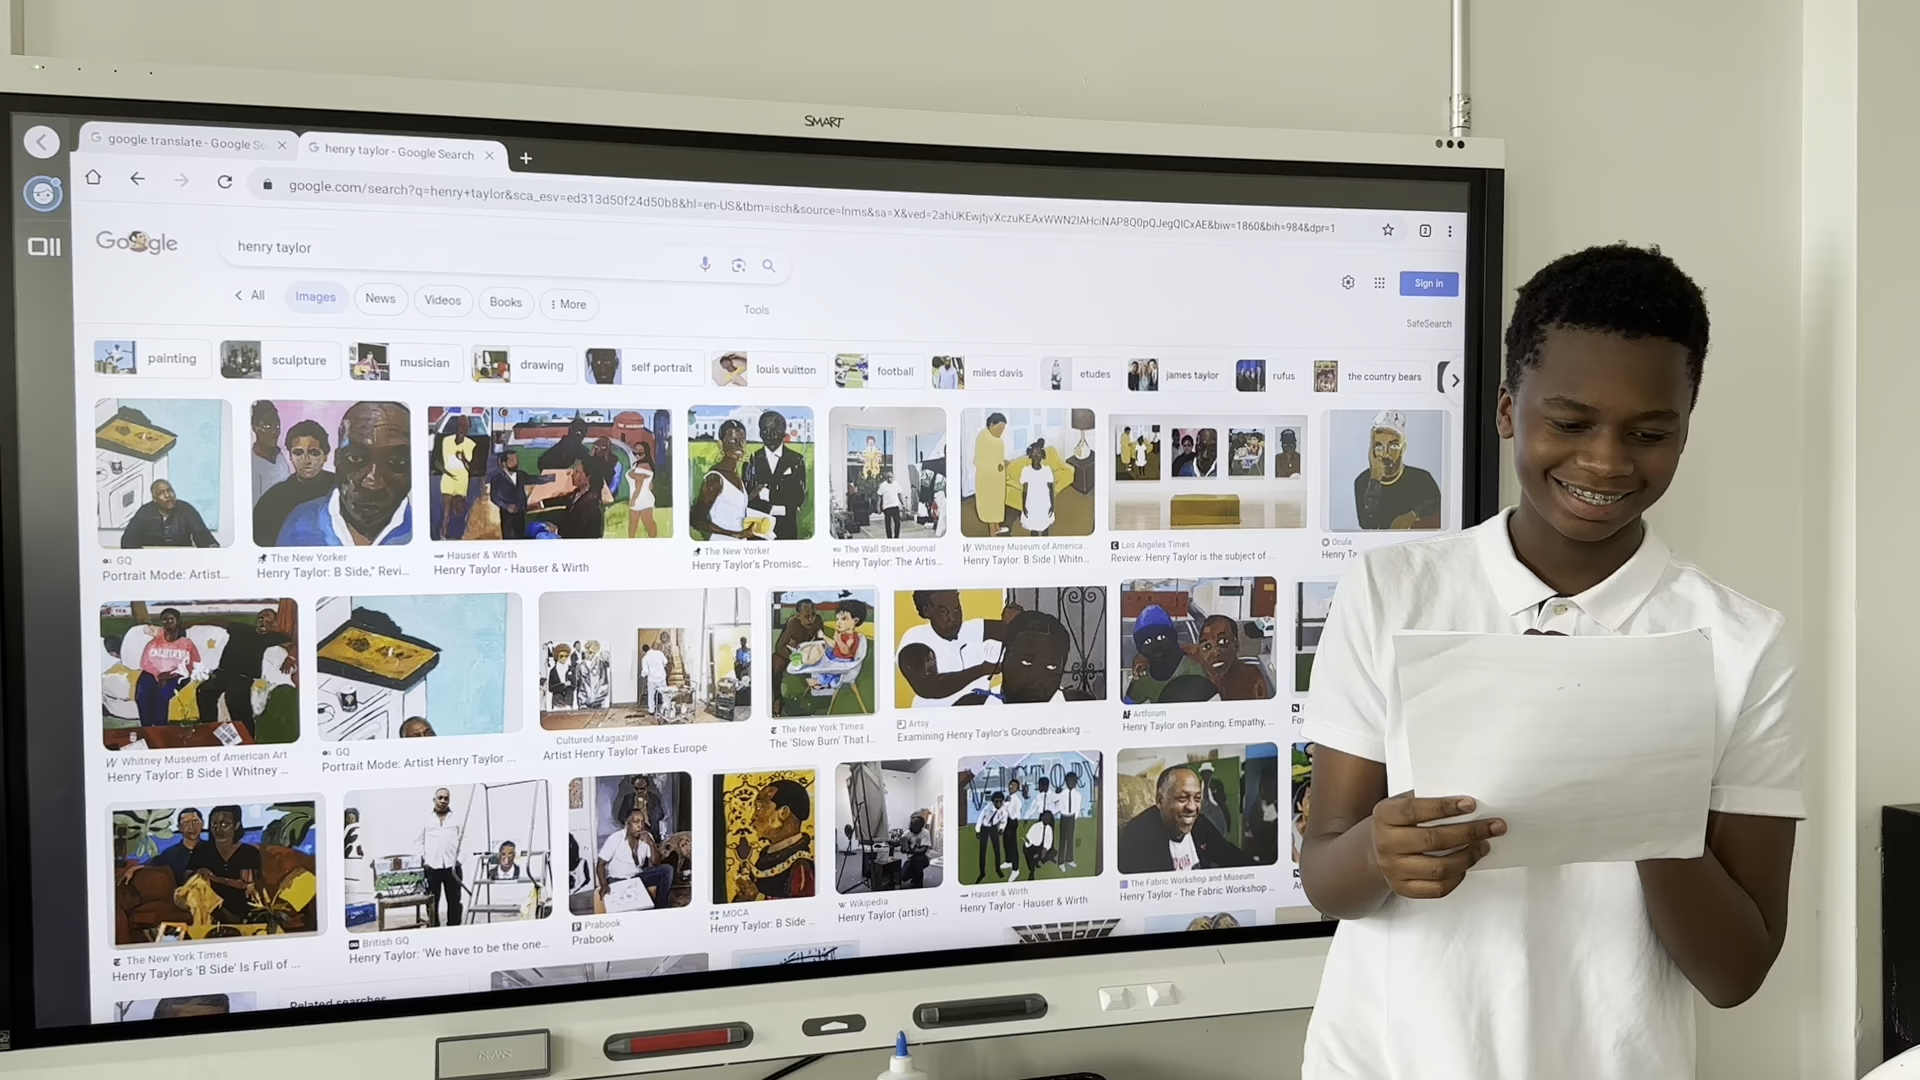 SMART
google translate - Google Se
henry taylor - Google Search
google.com/search?q=henry+taylor&sca_esv=ed313d50f24d50b8&hl=en-US&tbm=isch&source=lnms&sa=X&ved=2ahUKEwjtjvXczuKEAxWWN2IAHciNAP8Q0pQJegQICxAE&biw=1860&bih=984&dpr=1
2
Google
henry taylor
Sign in
All
Images
News
Videos
Books
More
Tools
SafeSearch
painting
sculpture
musician
drawing
self portrait
louis vuitton
football
miles davis
etudes
james taylor
rufus
the country bears
GQ
Portrait Mode: Artist...
The New Yorker
Henry Taylor: B Side," Revi...
Hauser & Wirth
Henry Taylor - Hauser & Wirth
The New Yorker
Henry Taylor's Promisc...
The Wall Street Journal
Henry Taylor: The Artis...
Whitney Museum of America...
Henry Taylor: B Side | Whitn...
Los Angeles Times
Review: Henry Taylor is the subject of ...
Ocula
Henry Ta
CALIFORNIA
Whitney Museum of American Art
Henry Taylor: B Side | Whitney ...
GQ
Portrait Mode: Artist Henry Taylor ...
Cultured Magazine
Artist Henry Taylor Takes Europe
The New York Times
The 'Slow Burn' That I...
Artsy
Examining Henry Taylor's Groundbreaking ...
Artforum
Henry Taylor on Painting, Empathy, ...
VICTORY
The New York Times
Henry Taylor's 'B Side' Is Full of ...
British GQ
Henry Taylor: 'We have to be the one...
Prabook
Prabook
MOCA
Henry Taylor: B Side ...
Wikipedia
Henry Taylor (artist) ...
Hauser & Wirth
Henry Taylor - Hauser & Wirth
The Fabric Workshop and Museum
Henry Taylor - The Fabric Workshop ...
Related searches